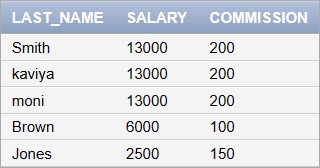 LAST_NAME SALARY COMMISSION
Smith 13000 200
kaviya 13000 200
moni 13000 200
Brown 6000 100
Jones 2500 150